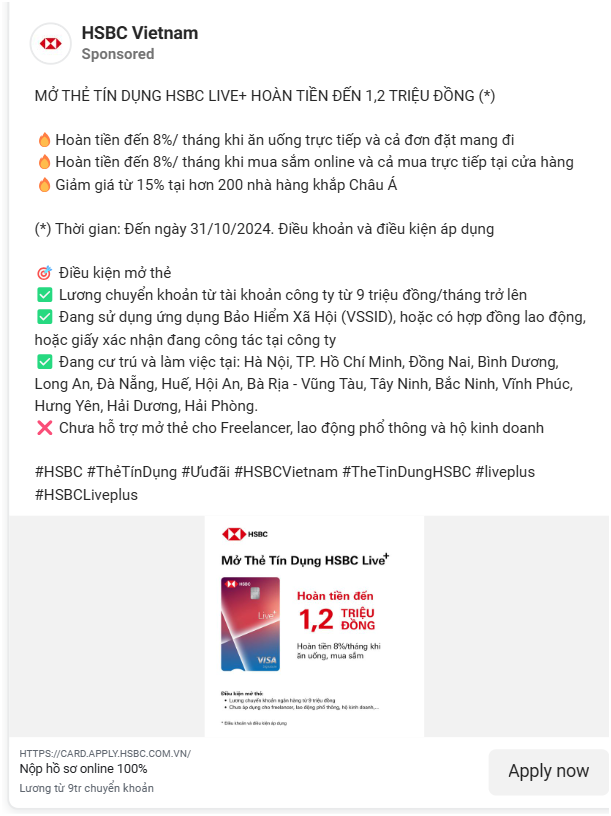 HSBC Vietnam
Sponsored
MỞ THẺ TÍN DỤNG HSBC LIVE+ HOÀN TIỀN ĐẾN 1,2 TRIỆU ĐỒNG (*)
🔥 Hoàn tiền đến 8%/ tháng khi ăn uống trực tiếp và cả đơn đặt mang đi
🔥 Hoàn tiền đến 8%/ tháng khi mua sắm online và cả mua trực tiếp tại cửa hàng
🔥 Giảm giá từ 15% tại hơn 200 nhà hàng khắp Châu Á
(*) Thời gian: Đến ngày 31/10/2024. Điều khoản và điều kiện áp dụng
🎯 Điều kiện mở thẻ
✅ Lương chuyển khoản từ tài khoản công ty từ 9 triệu đồng/tháng trở lên
✅ Đang sử dụng ứng dụng Bảo Hiểm Xã Hội (VSSID), hoặc có hợp đồng lao động,
hoặc giấy xác nhận đang công tác tại công ty
✅ Đang cư trú và làm việc tại: Hà Nội, TP. Hồ Chí Minh, Đồng Nai, Bình Dương,
Long An, Đà Nẵng, Huế, Hội An, Bà Rịa - Vũng Tàu, Tây Ninh, Bắc Ninh, Vĩnh Phúc,
Hưng Yên, Hải Dương, Hải Phòng.
❌ Chưa hỗ trợ mở thẻ cho Freelancer, lao động phổ thông và hộ kinh doanh
#HSBC #ThẻTínDụng #Ưuđãi #HSBCVietnam #TheTinDungHSBC #liveplus
#HSBCLiveplus
HSBC
Mở Thẻ Tín Dụng HSBC Live+
HSBC
Live+
VISA
Hoàn tiền đến
1,2 TRIỆU ĐỒNG
Hoàn tiền 8%/tháng khi
ăn uống, mua sắm
Điều kiện mở thẻ:
• Lương chuyển khoản ngân hàng từ 9 triệu đồng
• Chưa áp dụng cho freelancer, lao động phổ thông, hộ kinh doanh,...
* Điều khoản và điều kiện áp dụng
HTTPS://CARD.APPLY.HSBC.COM.VN/
Nộp hồ sơ online 100%
Lương từ 9tr chuyển khoản
Apply now